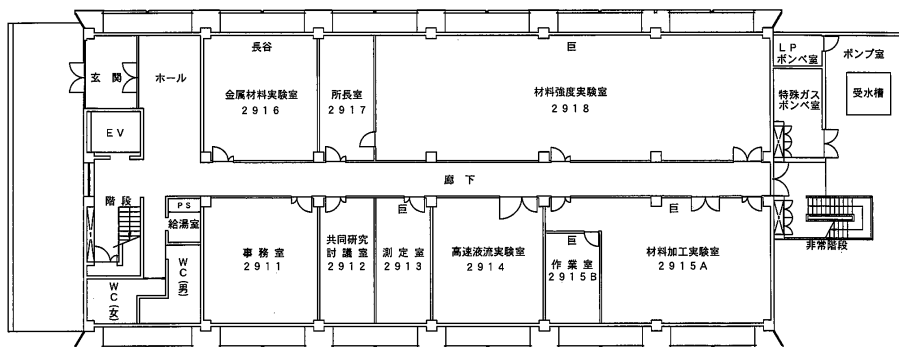 玄関
ホール
EV
階段
PS
給湯室
WC(男)
WC(女)
長谷
金属材料実験室
2916
所長室
2917
巨
材料強度実験室
2918
LP
ボンベ室
ポンプ室
特殊ガス
ボンベ室
受水槽
廊下
事務室
2911
共同研究
討議室
2912
巨
測定室
2913
高速液流実験室
2914
巨
作業室
2915B
巨
材料加工実験室
2915A
非常階段